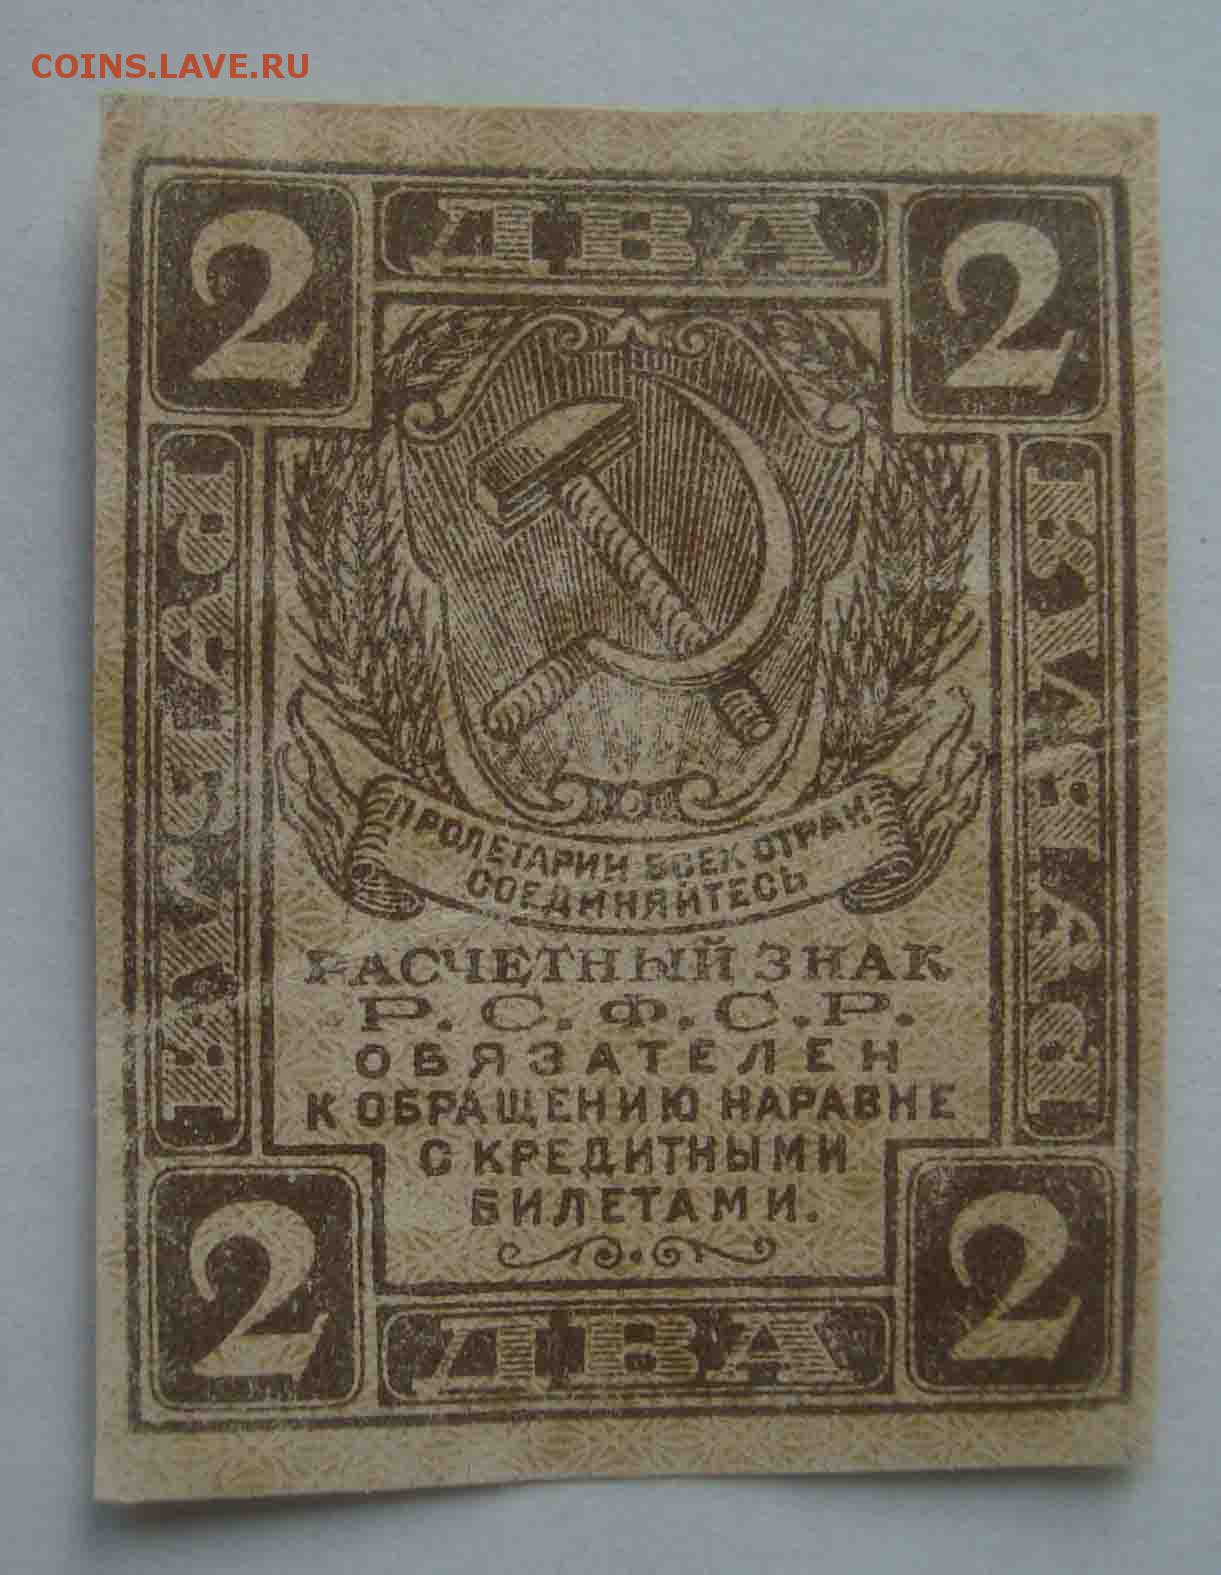 COINS.LAVE.RU
2 ДВА 2
РУБЛЯ
РУБЛЯ
ПРОЛЕТАРИИ ВСЕХ СТРАН
СОЕДИНЯЙТЕСЬ
РАСЧЕТНЫЙ ЗНАК
Р.С.Ф.С.Р.
ОБЯЗАТЕЛЕН
К ОБРАЩЕНИЮ НАРАВНЕ
С КРЕДИТНЫМИ
БИЛЕТАМИ.
2 ДВА 2